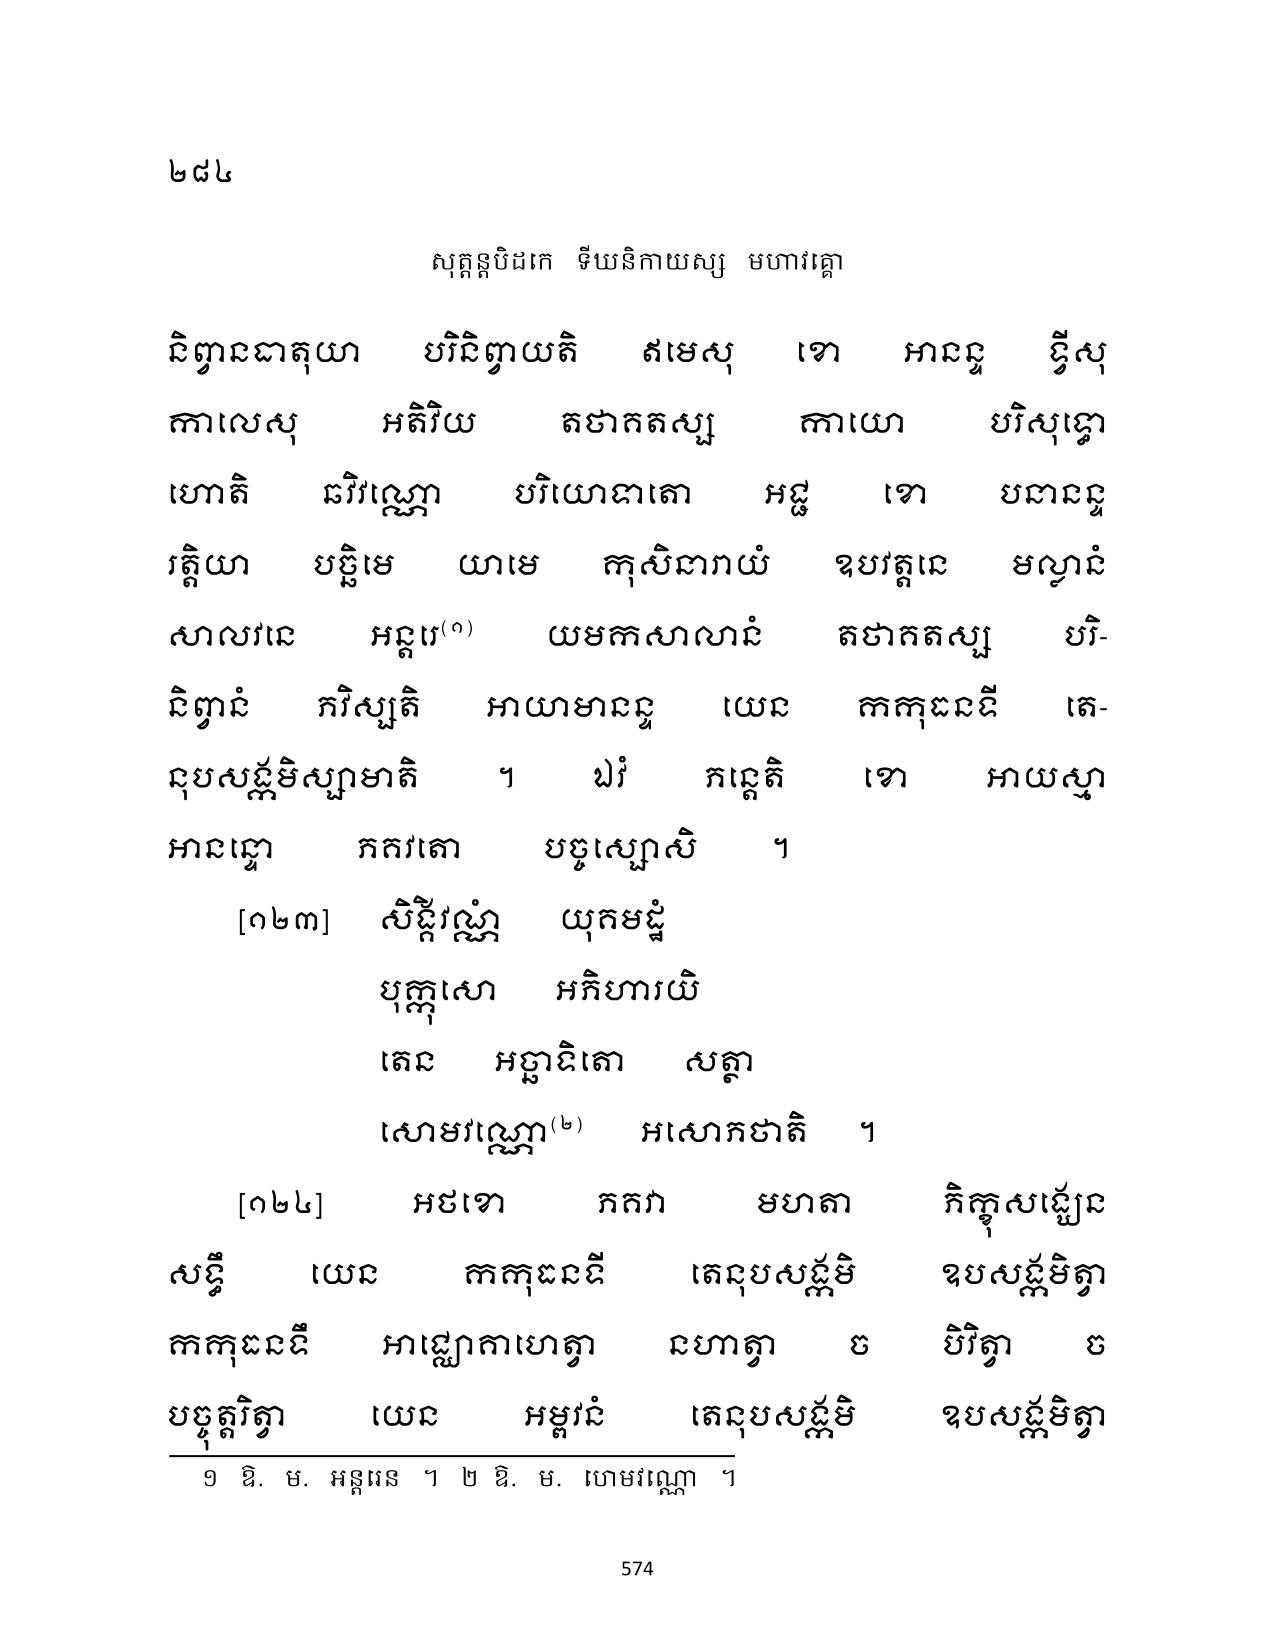 ២៨៤
សុត្តន្តបិដកេ ទីឃនិកាយស្ស មហាវគ្គោ
និព្វានធាតុយា បរិនិព្វាយតិ ឥមេសុ ខោ អានន្ទ ទ្វីសុ
កាលេសុ អតិវិយ តថាគតស្ស កាយោ បរិសុទ្ធោ
ហោតិ ឆវិវណ្ណោ បរិយោទាតោ អជ្ជ ខោ បនានន្ទ
រត្តិយា បច្ឆិមេ យាមេ កុសិនារាយំ ឧបវត្តនេ មល្លានំ
សាលវនេ អន្តរេ(១) យមកសាលានំ តថាគតស្ស បរិ-
និព្វានំ ភវិស្សតិ អាយាមានន្ទ យេន កកុធនទី តេ-
នុបសង្កមិស្សាមាតិ ។ ឯវំ ភន្តេតិ ខោ អាយស្មា
អានន្ទោ ភគវតោ បច្ចស្សោសិ ។
[១២៣] សិង្គីវណ្ណំ យុគមដ្ឋំ
បុក្កុសោ អភិហារយិ
តេន អច្ឆាទិតោ សត្ថា
សោមវណ្ណោ(២) អសោភថាតិ ។
[១២៤] អថខោ ភគវា មហតា ភិក្ខុសង្ឃេន
សទ្ធឹ យេន កកុធនទី តេនុបសង្កមិ ឧបសង្កមិត្វា
កកុធនទឹ អាជ្ឈោគាហេត្វា នហាត្វា ច បិវិត្វា ច
បច្ចុត្តរិត្វា យេន អម្ពវនំ តេនុបសង្កមិ ឧបសង្កមិត្វា
១ ឱ. ម. អន្តរេន ។ ២ ឱ. ម. ហេមវណ្ណោ ។
574